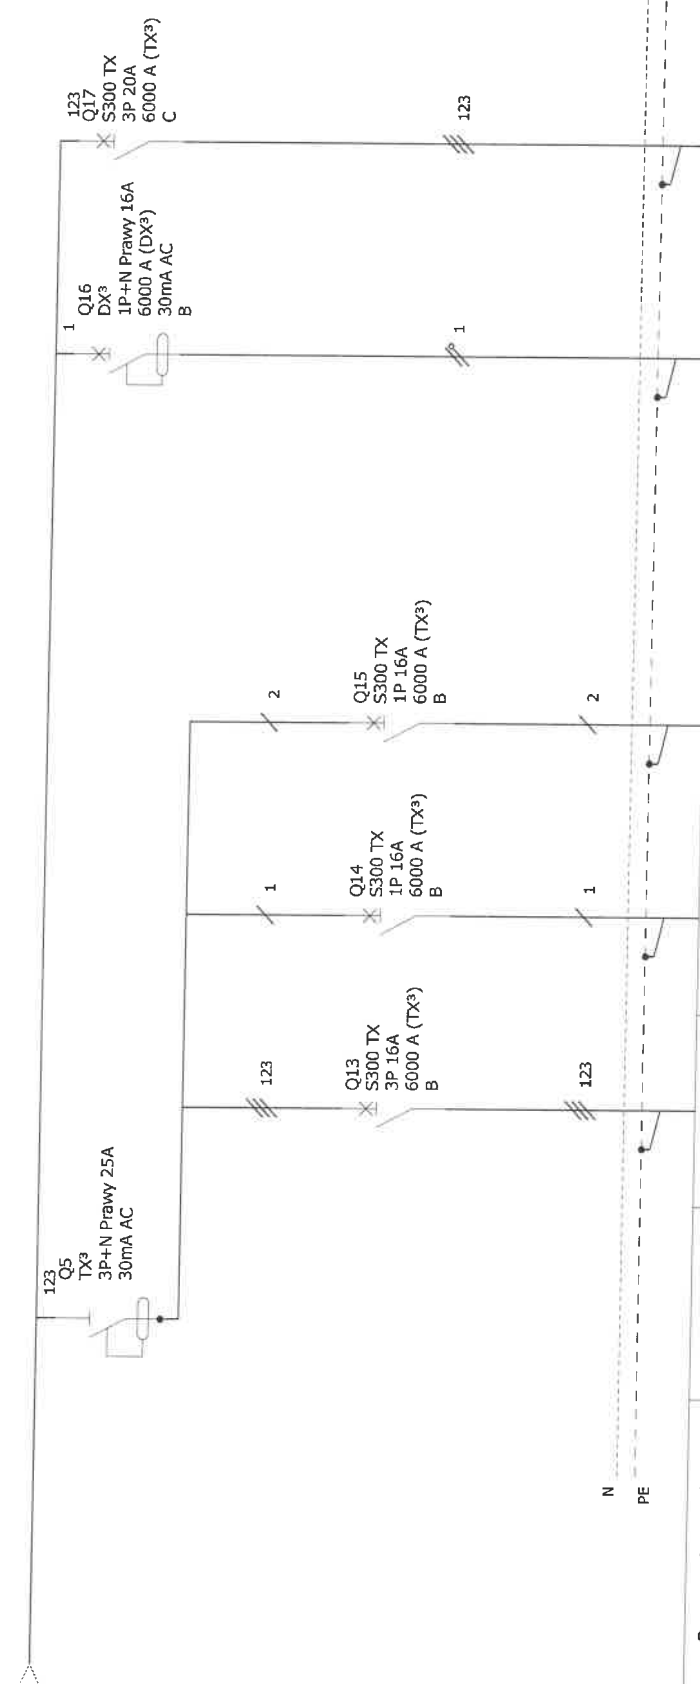 123
Q5
TX³
3P+N Prawy 25A
30mA AC
123
Q13
S300 TX
3P 16A
6000 A (TX³)
B
123
1
Q14
S300 TX
1P 16A
6000 A (TX³)
B
1
2
Q15
S300 TX
1P 16A
6000 A (TX³)
B
2
1
Q16
DX³
1P+N Prawy 16A
6000 A (DX³)
30mA AC
B
1
123
Q17
S300 TX
3P 20A
6000 A (TX³)
C
123
N
PE